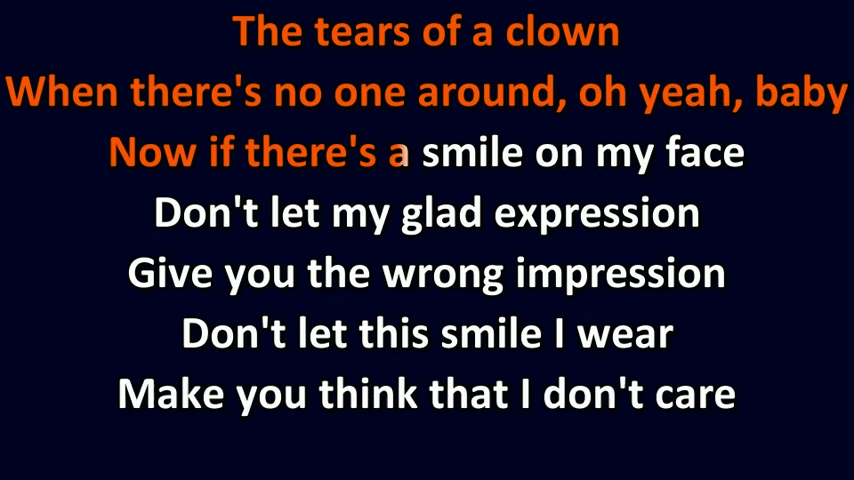 The tears of a clown
When there's no one around, oh yeah, baby
Now if there's a smile on my face
Don't let my glad expression
Give you the wrong impression
Don't let this smile I wear
Make you think that I don't care